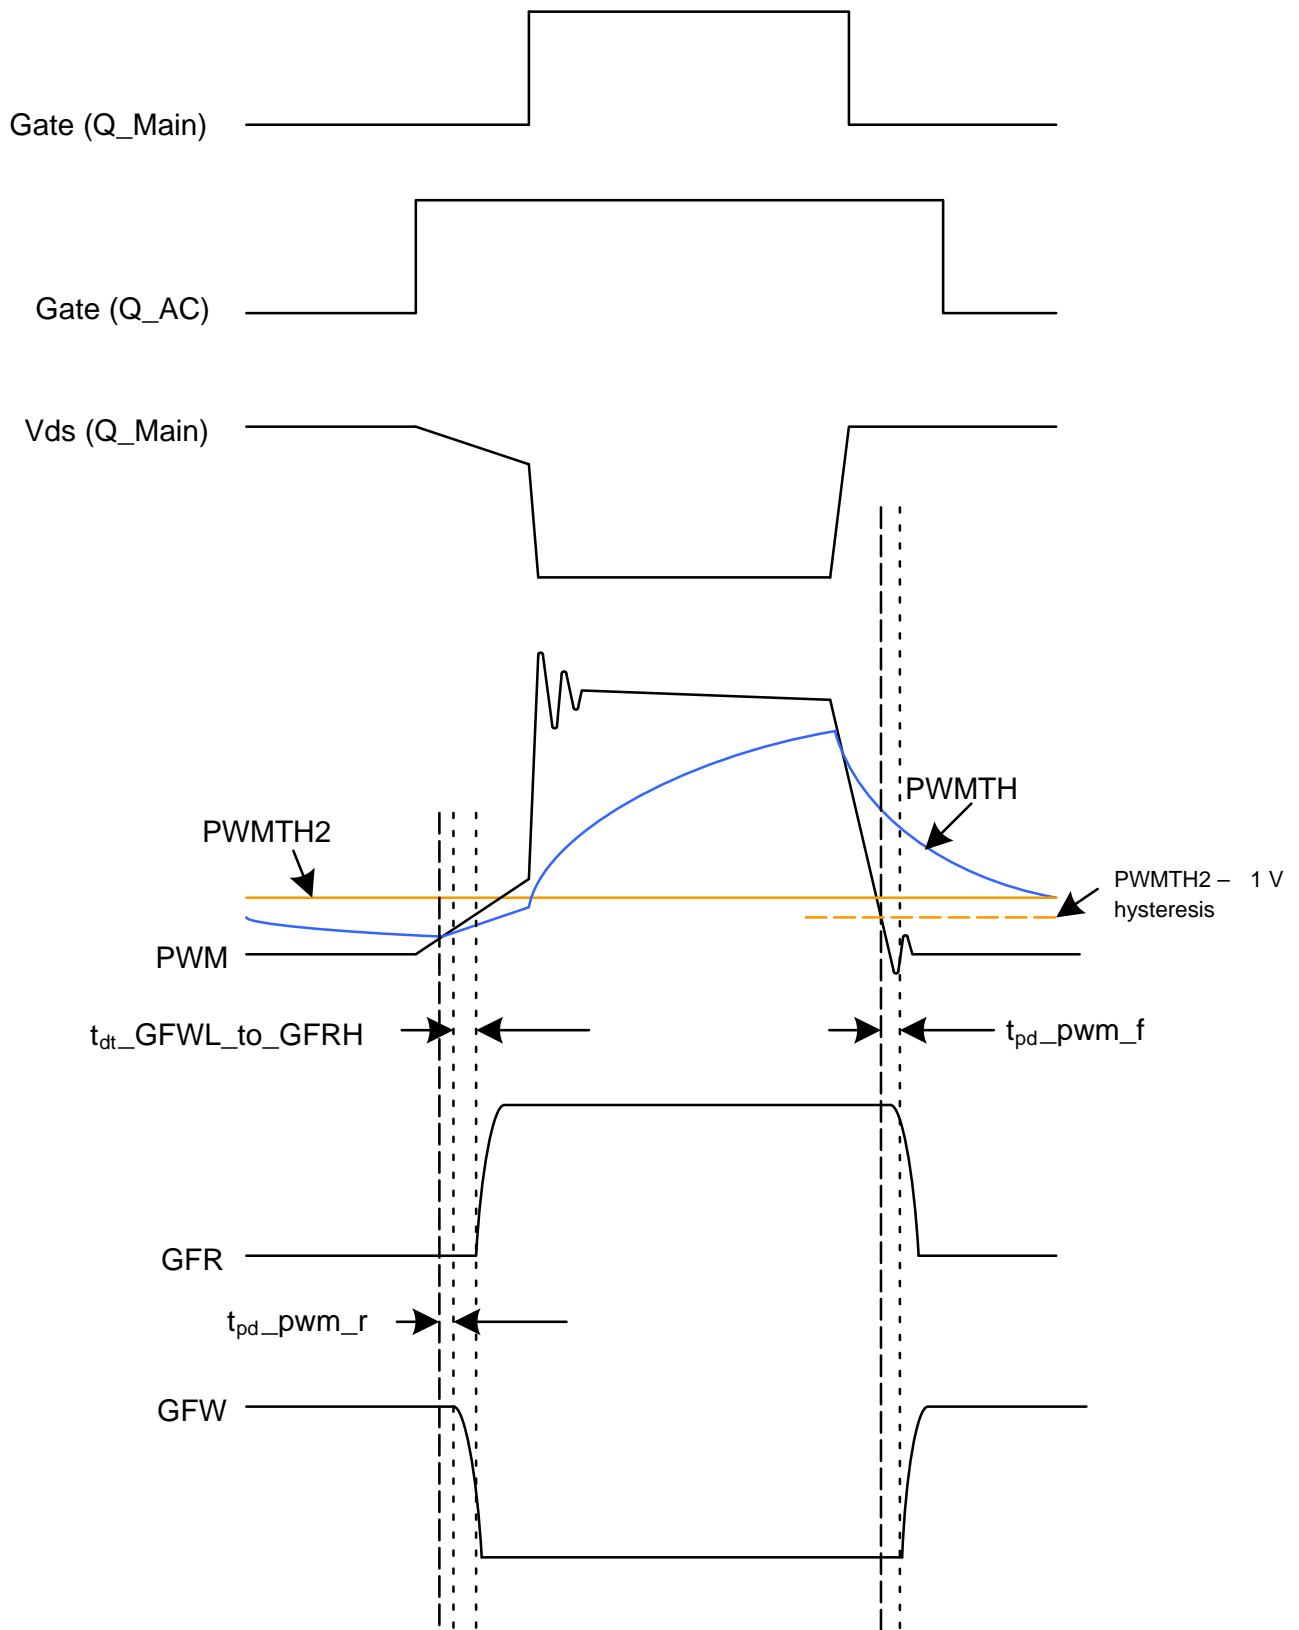 Gate (Q_Main)
Gate (Q_AC)
Vds (Q_Main)
PWMTH
PWMTH2
PWMTH2 – 1 V
hysteresis
PWM
tdt_GFWL_to_GFRH
tpd_pwm_f
GFR
tpd_pwm_r
GFW